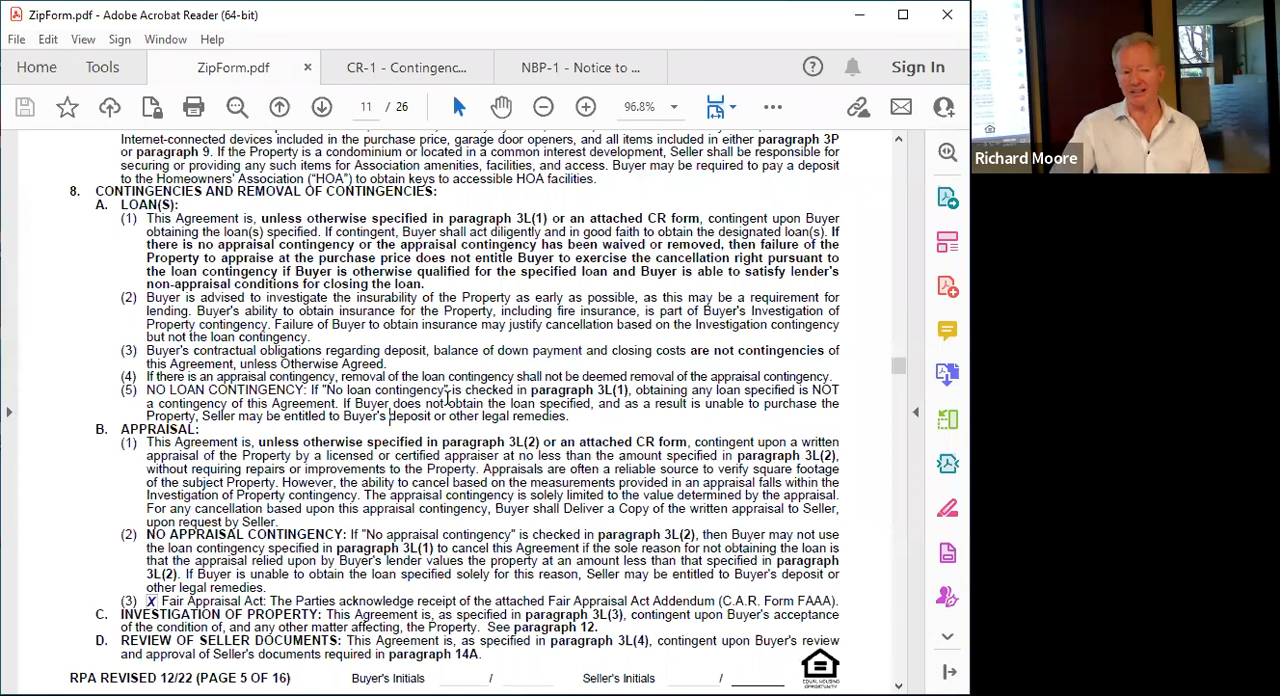 ZipForm.pdf - Adobe Acrobat Reader (64-bit)
File Edit View Sign Window Help
Home Tools ZipForm.pdf × CR-1 - Contingenc... NBP-1 - Notice to ... Sign In
11 / 26 96.8%
Richard Moore
Internet-connected devices included in the purchase price, garage door openers, and all items included in either paragraph 3P
or paragraph 9. If the Property is a condominium or located in a common interest development, Seller shall be responsible for
securing or providing any such items for Association amenities, facilities, and access. Buyer may be required to pay a deposit
to the Homeowners' Association ("HOA") to obtain keys to accessible HOA facilities.
8. CONTINGENCIES AND REMOVAL OF CONTINGENCIES:
A. LOAN(S):
(1) This Agreement is, unless otherwise specified in paragraph 3L(1) or an attached CR form, contingent upon Buyer
obtaining the loan(s) specified. If contingent, Buyer shall act diligently and in good faith to obtain the designated loan(s). If
there is no appraisal contingency or the appraisal contingency has been waived or removed, then failure of the
Property to appraise at the purchase price does not entitle Buyer to exercise the cancellation right pursuant to
the loan contingency if Buyer is otherwise qualified for the specified loan and Buyer is able to satisfy lender's
non-appraisal conditions for closing the loan.
(2) Buyer is advised to investigate the insurability of the Property as early as possible, as this may be a requirement for
lending. Buyer's ability to obtain insurance for the Property, including fire insurance, is part of Buyer's Investigation of
Property contingency. Failure of Buyer to obtain insurance may justify cancellation based on the Investigation contingency
but not the loan contingency.
(3) Buyer's contractual obligations regarding deposit, balance of down payment and closing costs are not contingencies of
this Agreement, unless Otherwise Agreed.
(4) If there is an appraisal contingency, removal of the loan contingency shall not be deemed removal of the appraisal contingency.
(5) NO LOAN CONTINGENCY: If "No loan contingency" is checked in paragraph 3L(1), obtaining any loan specified is NOT
a contingency of this Agreement. If Buyer does not obtain the loan specified, and as a result is unable to purchase the
Property, Seller may be entitled to Buyer's deposit or other legal remedies.
B. APPRAISAL:
(1) This Agreement is, unless otherwise specified in paragraph 3L(2) or an attached CR form, contingent upon a written
appraisal of the Property by a licensed or certified appraiser at no less than the amount specified in paragraph 3L(2),
without requiring repairs or improvements to the Property. Appraisals are often a reliable source to verify square footage
of the subject Property. However, the ability to cancel based on the measurements provided in an appraisal falls within the
Investigation of Property contingency. The appraisal contingency is solely limited to the value determined by the appraisal.
For any cancellation based upon this appraisal contingency, Buyer shall Deliver a Copy of the written appraisal to Seller,
upon request by Seller.
(2) NO APPRAISAL CONTINGENCY: If "No appraisal contingency" is checked in paragraph 3L(2), then Buyer may not use
the loan contingency specified in paragraph 3L(1) to cancel this Agreement if the sole reason for not obtaining the loan is
that the appraisal relied upon by Buyer's lender values the property at an amount less than that specified in paragraph
3L(2). If Buyer is unable to obtain the loan specified solely for this reason, Seller may be entitled to Buyer's deposit or
other legal remedies.
(3) X Fair Appraisal Act: The Parties acknowledge receipt of the attached Fair Appraisal Act Addendum (C.A.R. Form FAAA).
C. INVESTIGATION OF PROPERTY: This Agreement is, as specified in paragraph 3L(3), contingent upon Buyer's acceptance
of the condition of, and any other matter affecting, the Property. See paragraph 12.
D. REVIEW OF SELLER DOCUMENTS: This Agreement is, as specified in paragraph 3L(4), contingent upon Buyer's review
and approval of Seller's documents required in paragraph 14A.
RPA REVISED 12/22 (PAGE 5 OF 16) Buyer's Initials / Seller's Initials /
EQUAL HOUSING
OPPORTUNITY